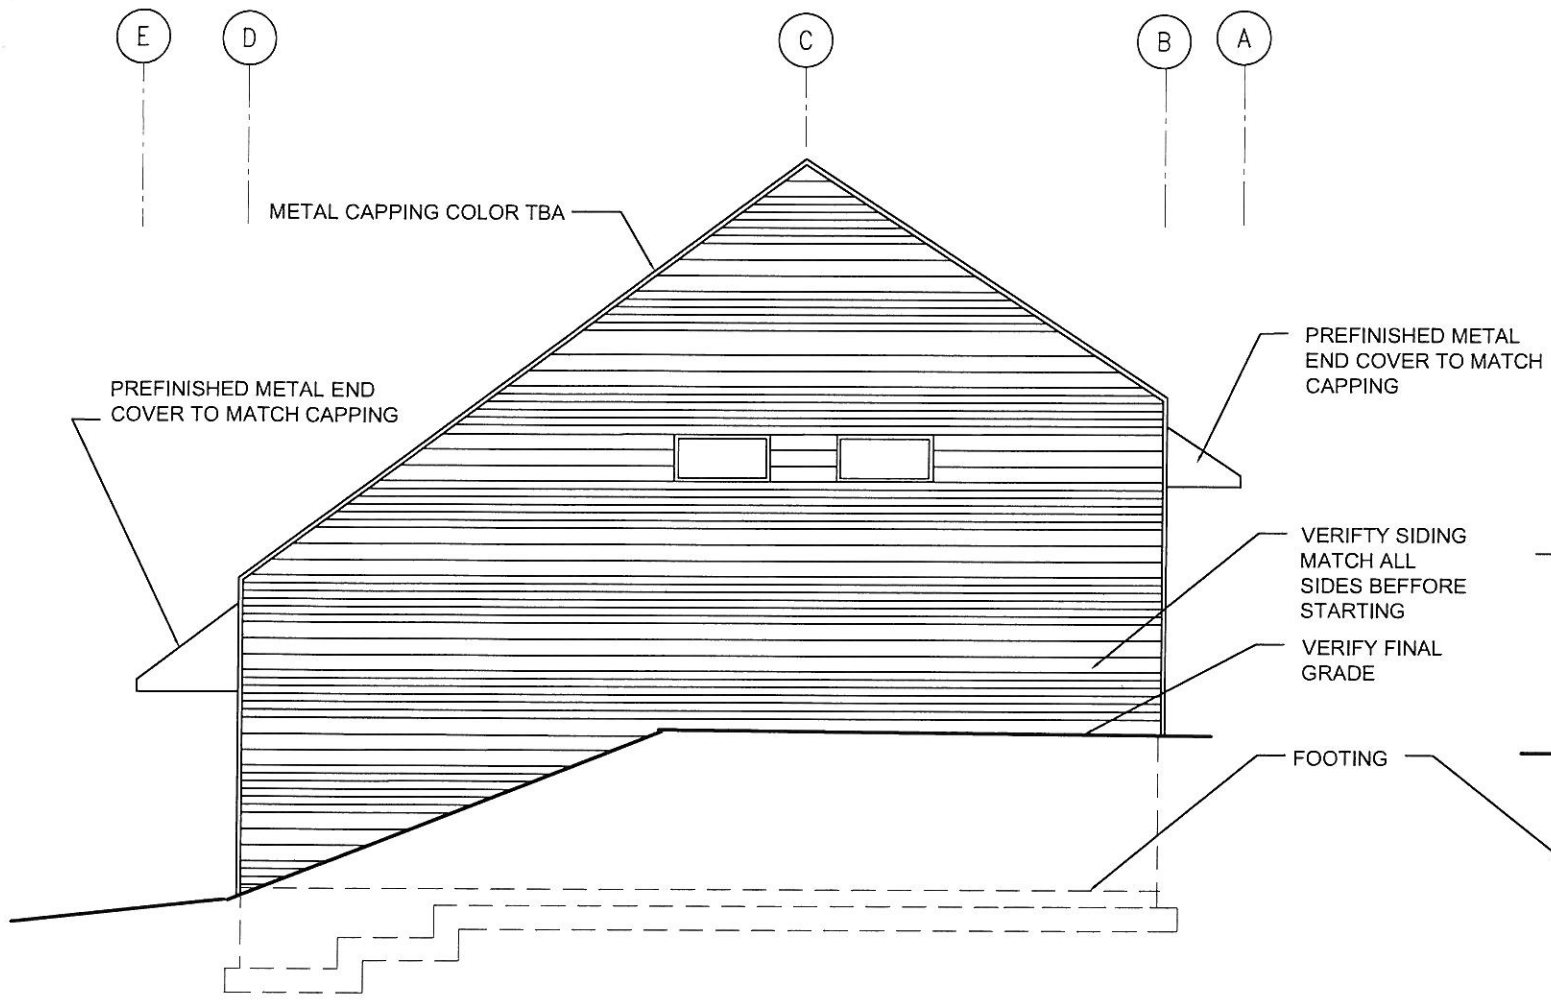 E
D
C
B
A
METAL CAPPING COLOR TBA
PREFINISHED METAL
END COVER TO MATCH
CAPPING
PREFINISHED METAL END
COVER TO MATCH CAPPING
VERIFTY SIDING
MATCH ALL
SIDES BEFFORE
STARTING
VERIFY FINAL
GRADE
FOOTING